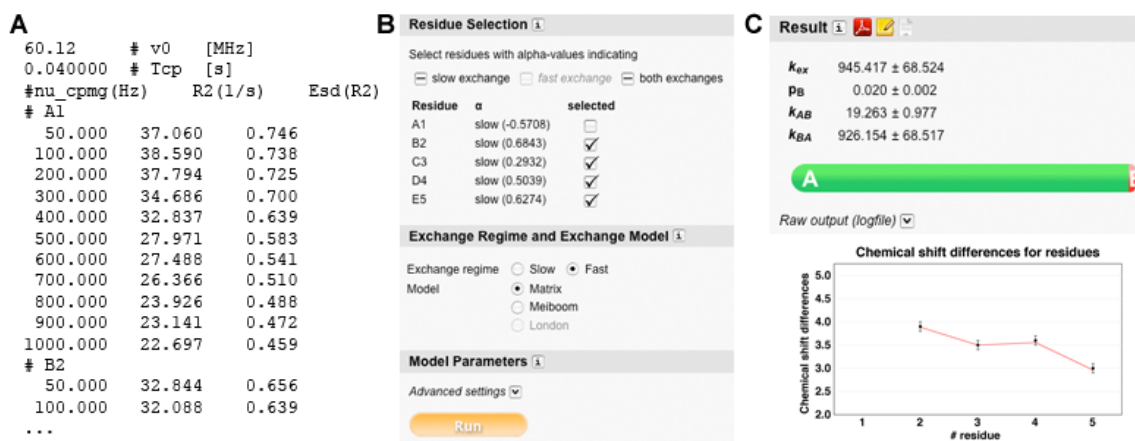 A
60.12 # v0 [MHz]
0.040000 # Tcp [s]
#nu_cpmg(Hz) R2(1/s) Esd(R2)
# A1
50.000 37.060 0.746
100.000 38.590 0.738
200.000 37.794 0.725
300.000 34.686 0.700
400.000 32.837 0.639
500.000 27.971 0.583
600.000 27.488 0.541
700.000 26.366 0.510
800.000 23.926 0.488
900.000 23.141 0.472
1000.000 22.697 0.459
# B2
50.000 32.844 0.656
100.000 32.088 0.639
...
B
Residue Selection i
Select residues with alpha-values indicating
slow exchange fast exchange both exchanges
Residue α selected
A1 slow (-0.5708)
B2 slow (0.6843)
C3 slow (0.2932)
D4 slow (0.5039)
E5 slow (0.6274)
Exchange Regime and Exchange Model i
Exchange regime Slow Fast
Model Matrix
Meiboom
London
Model Parameters i
Advanced settings
Run
C
Result i
kex 945.417 ± 68.524
pB 0.020 ± 0.002
kAB 19.263 ± 0.977
kBA 926.154 ± 68.517
A
Raw output (logfile)
Chemical shift differences for residues
Chemical shift differences
5.0
4.5
4.0
3.5
3.0
2.5
2.0
1 2 3 4 5
# residue